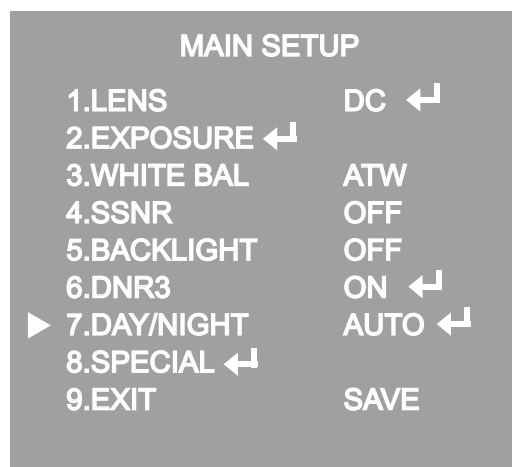 MAIN SETUP
1.LENS DC ↵
2.EXPOSURE ↵
3.WHITE BAL ATW
4.SSNR OFF
5.BACKLIGHT OFF
6.DNR3 ON ↵
7.DAY/NIGHT AUTO ↵
8.SPECIAL ↵
9.EXIT SAVE